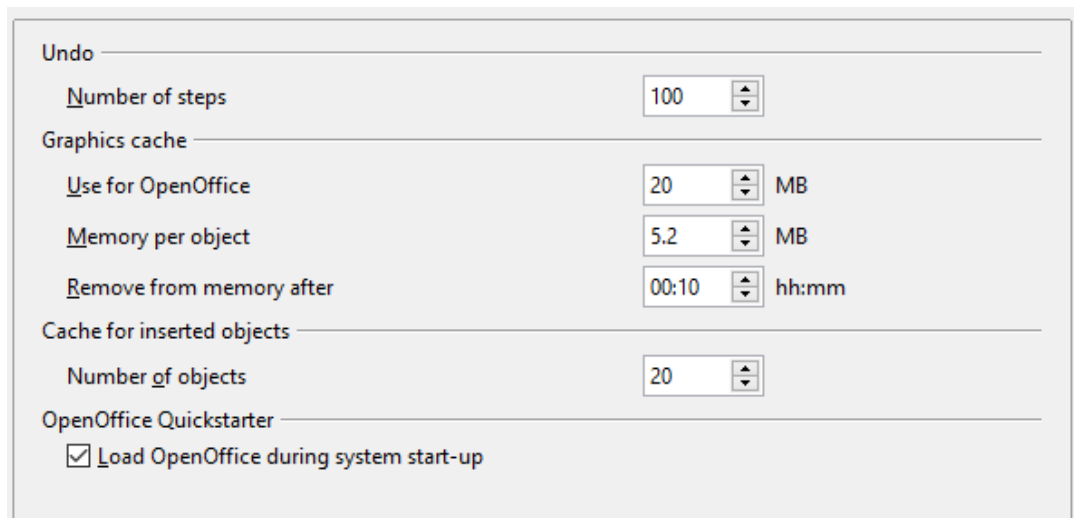 Undo
Number of steps 100
Graphics cache
Use for OpenOffice 20 MB
Memory per object 5.2 MB
Remove from memory after 00:10 hh:mm
Cache for inserted objects
Number of objects 20
OpenOffice Quickstarter
Load OpenOffice during system start-up